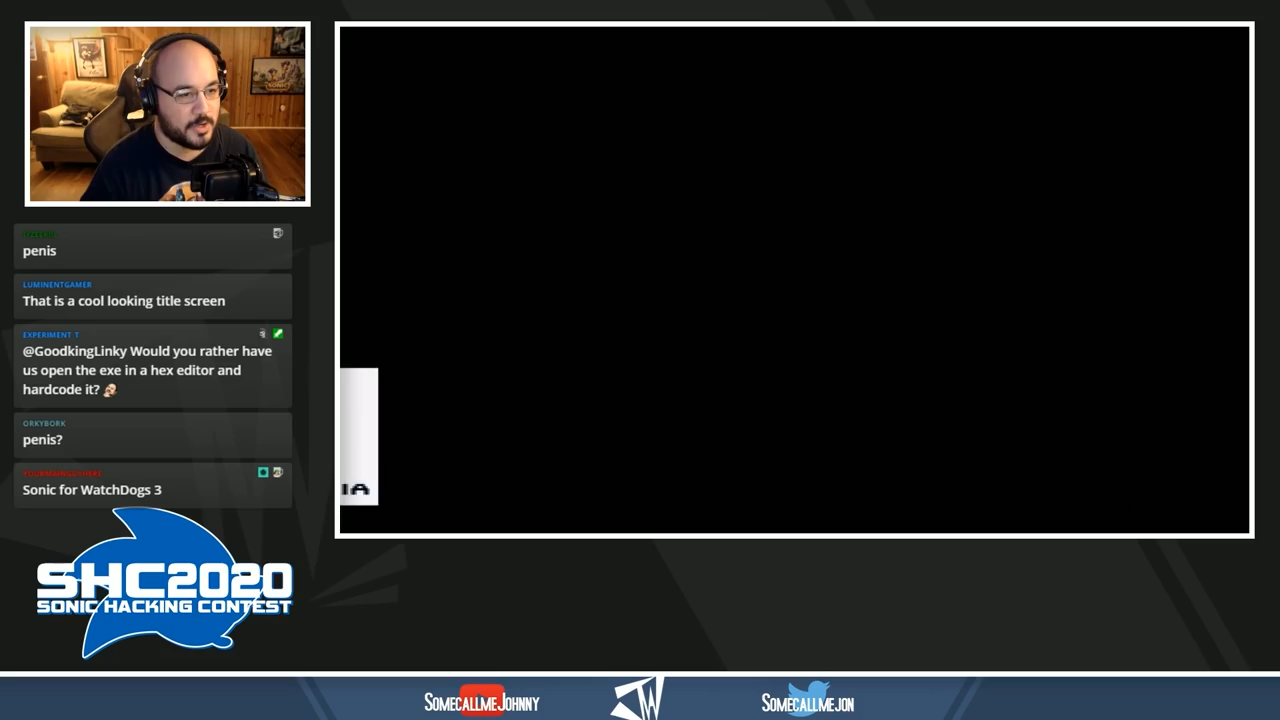 penis
LUMINENTGAMER
That is a cool looking title screen
EXPERIMENT T
@GoodkingLinky Would you rather have
us open the exe in a hex editor and
hardcode it?
ORKYBORK
penis?
Sonic for WatchDogs 3
IA
SHC2020
SONIC HACKING CONTEST
SOMECALLMEJOHNNY
SOMECALLMEJON